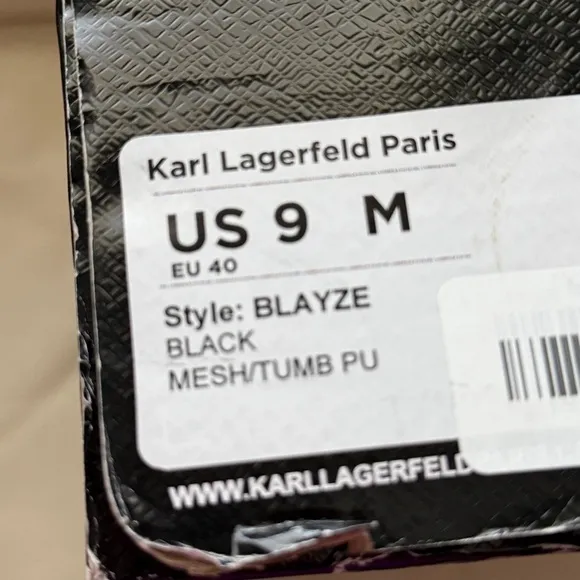 Karl Lagerfeld Paris
US 9 M
EU 40
Style: BLAYZE
BLACK
MESH/TUMB PU
WWW.KARLLAGERFELD